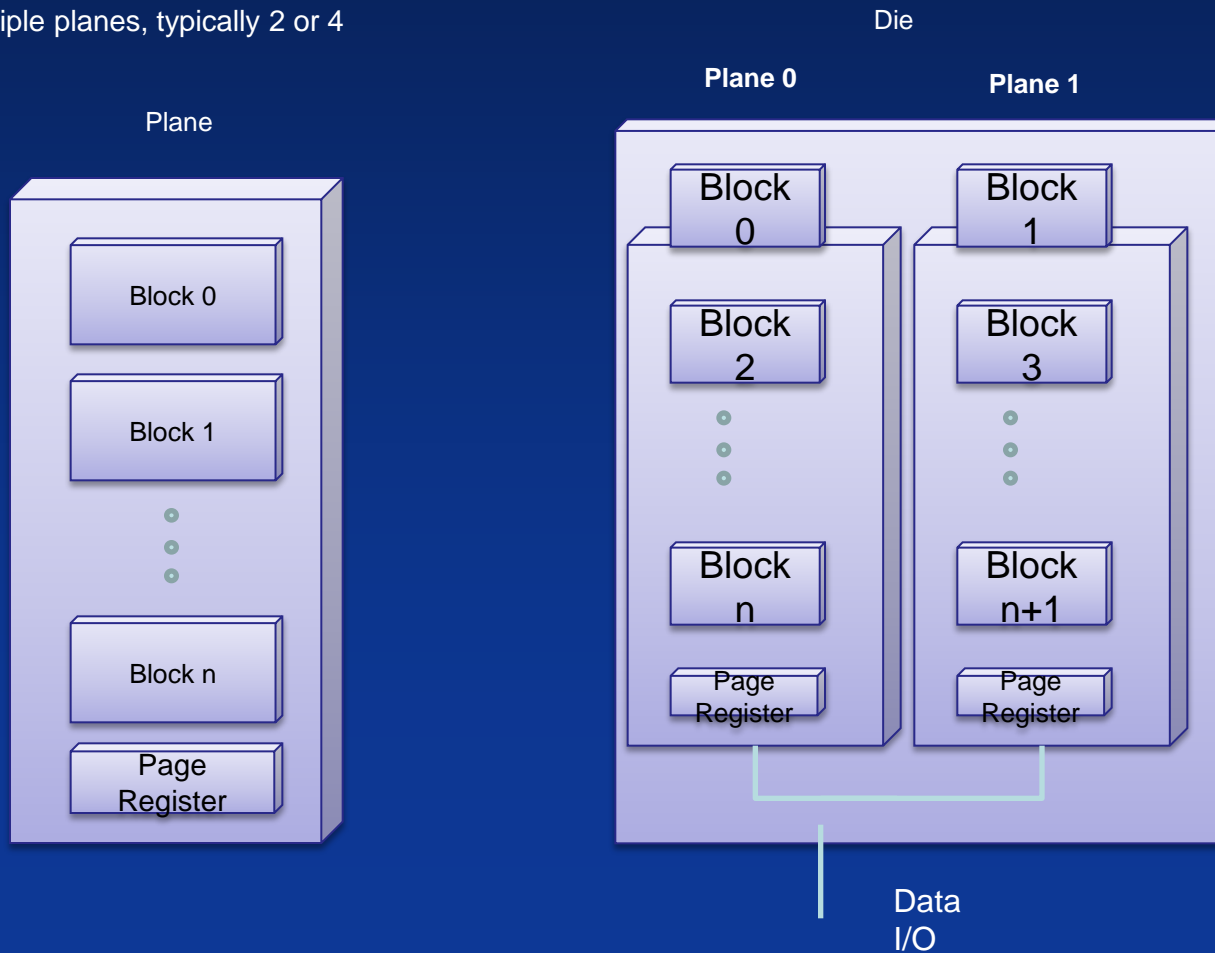 iple planes, typically 2 or 4
Plane
Block 0
Block 1
Block n
Page
Register
Die
Plane 0
Plane 1
Block
0
Block
1
Block
2
Block
3
Block
n
Block
n+1
Page
Register
Page
Register
Data
I/O